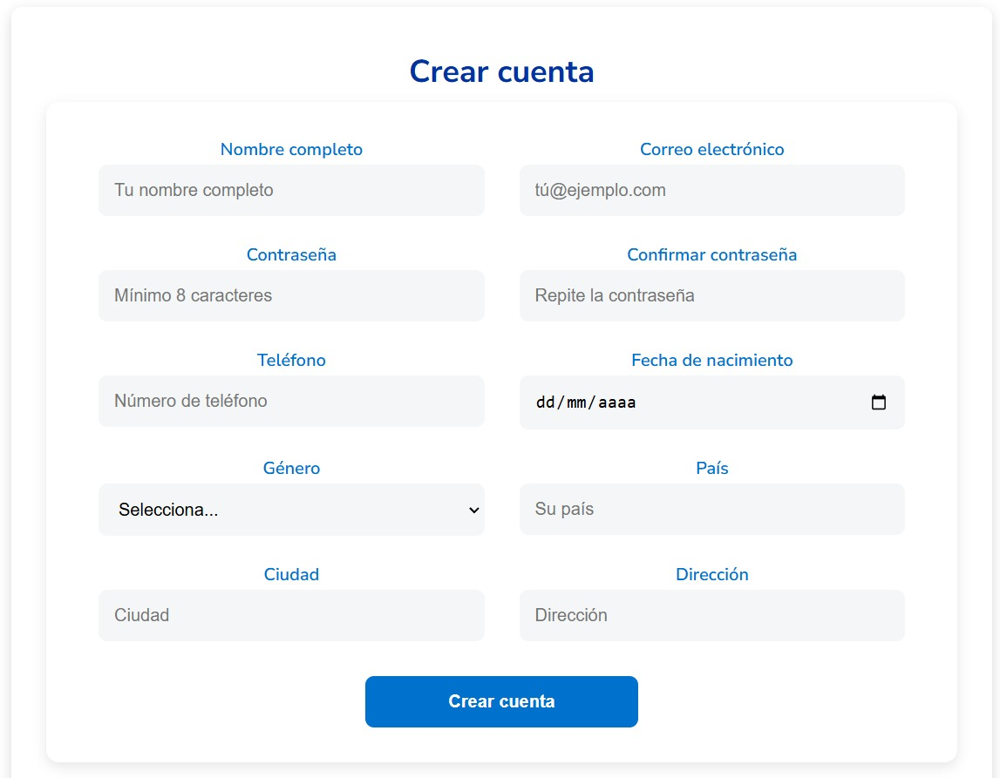 Crear cuenta
Nombre completo
Correo electrónico
Tu nombre completo
tú@ejemplo.com
Contraseña
Confirmar contraseña
Mínimo 8 caracteres
Repite la contraseña
Teléfono
Fecha de nacimiento
Número de teléfono
dd/mm/aaaa
Género
País
Selecciona...
Su país
Ciudad
Dirección
Ciudad
Dirección
Crear cuenta